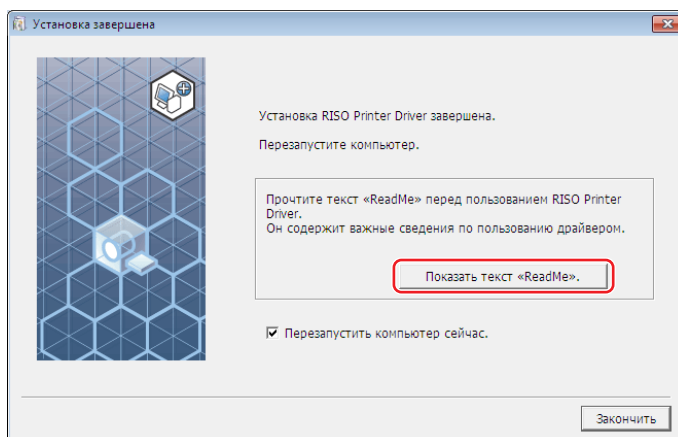 Установка завершена
Установка RISO Printer Driver завершена.
Перезапустите компьютер.
Прочтите текст «ReadMe» перед пользованием RISO Printer
Driver.
Он содержит важные сведения по пользованию драйвером.
Показать текст «ReadMe».
Перезапустить компьютер сейчас.
Закончить